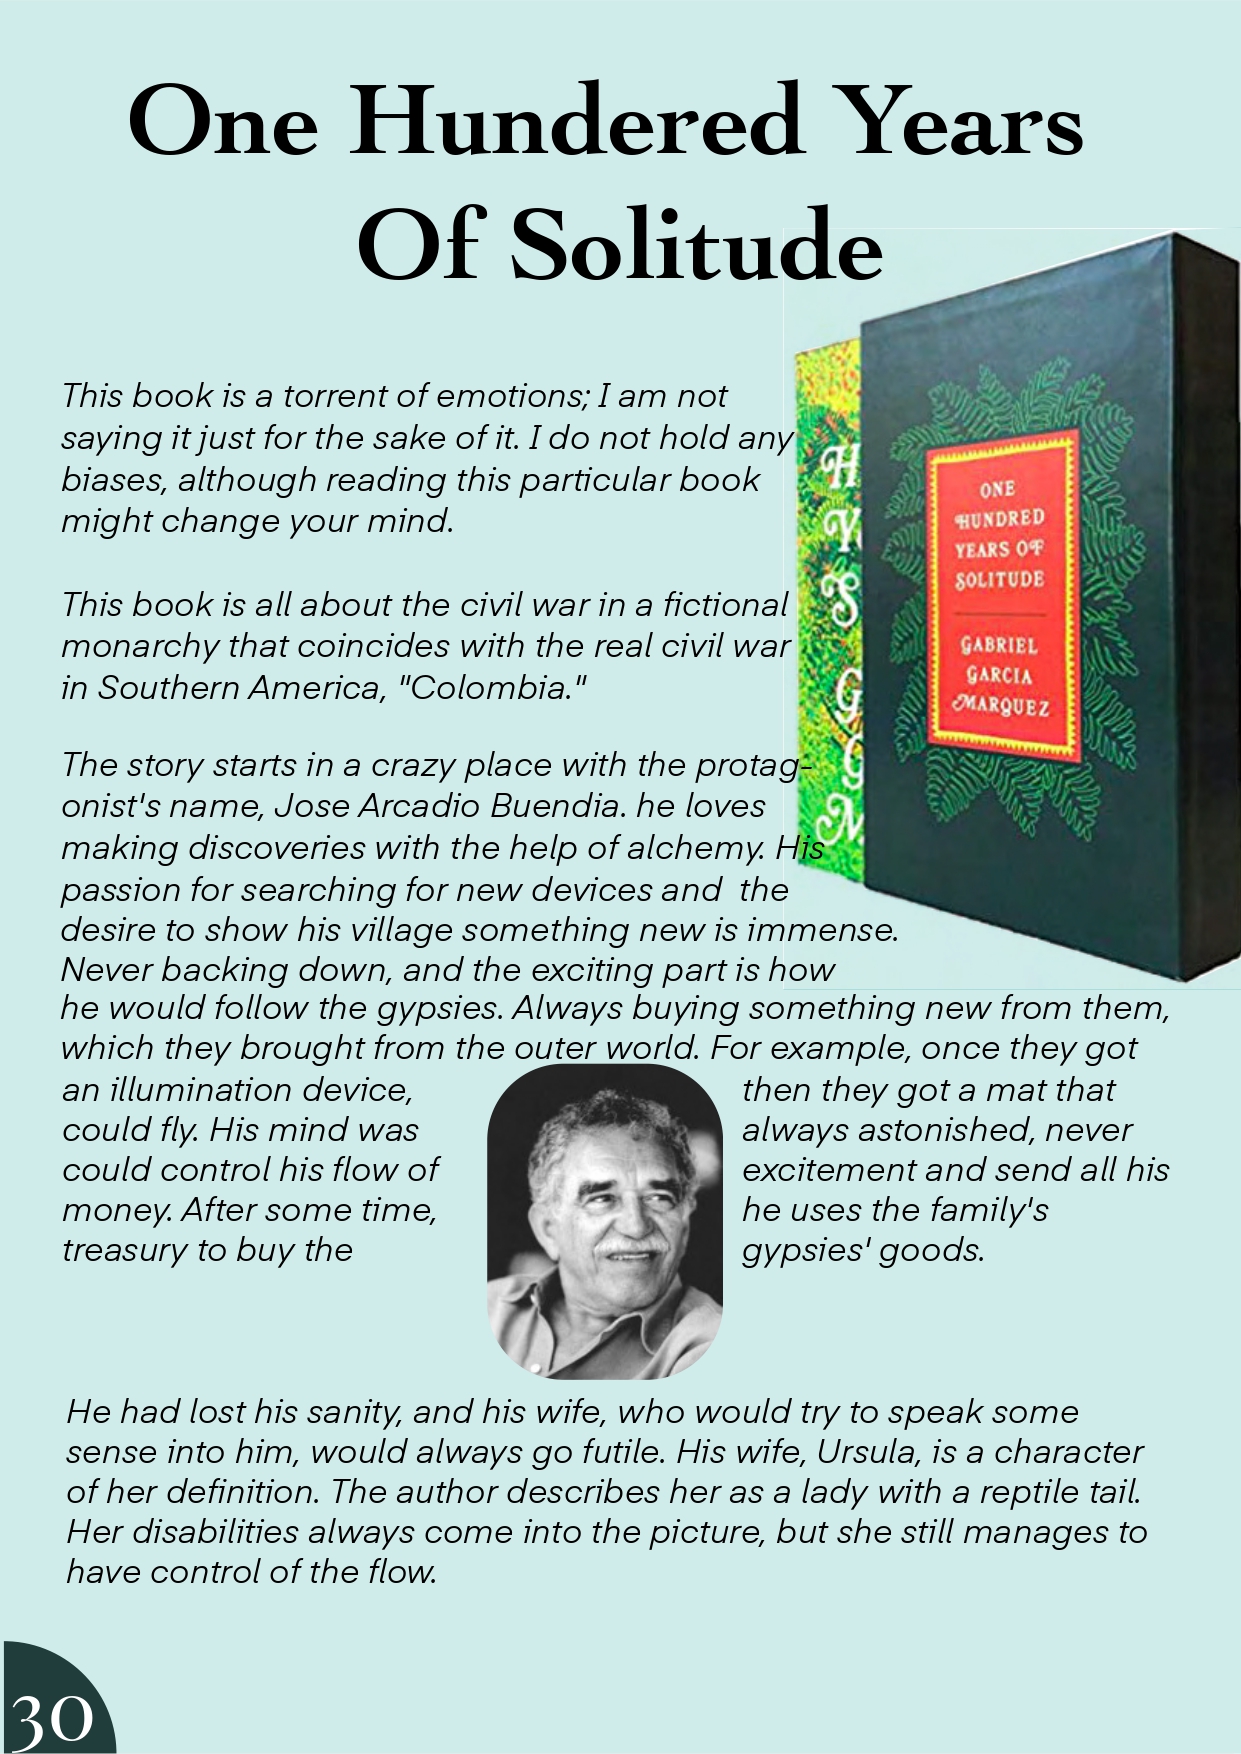 One Hundered Years
Of Solitude
This book is a torrent of emotions; I am not
saying it just for the sake of it. I do not hold any
biases, although reading this particular book
might change your mind.
This book is all about the civil war in a fictional
monarchy that coincides with the real civil war
in Southern America, "Colombia."
The story starts in a crazy place with the protag-
onist's name, Jose Arcadio Buendia. he loves
making discoveries with the help of alchemy. His
passion for searching for new devices and the
desire to show his village something new is immense.
Never backing down, and the exciting part is how
he would follow the gypsies. Always buying something new from them,
which they brought from the outer world. For example, once they got
an illumination device, then they got a mat that
could fly. His mind was always astonished, never
could control his flow of excitement and send all his
money. After some time, he uses the family's
treasury to buy the gypsies' goods.
He had lost his sanity, and his wife, who would try to speak some
sense into him, would always go futile. His wife, Ursula, is a character
of her definition. The author describes her as a lady with a reptile tail.
Her disabilities always come into the picture, but she still manages to
have control of the flow.
H
Y
S
G
G
M
ONE
HUNDRED
YEARS OF
SOLITUDE
GABRIEL
GARCIA
MARQUEZ
30